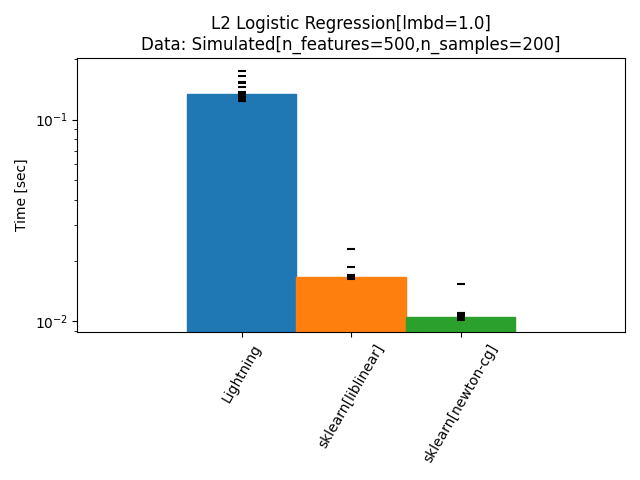 L2 Logistic Regression[lmbd=1.0]
Data: Simulated[n_features=500,n_samples=200]
Time [sec]
10⁻¹
10⁻²
Lightning
sklearn[liblinear]
sklearn[newton-cg]